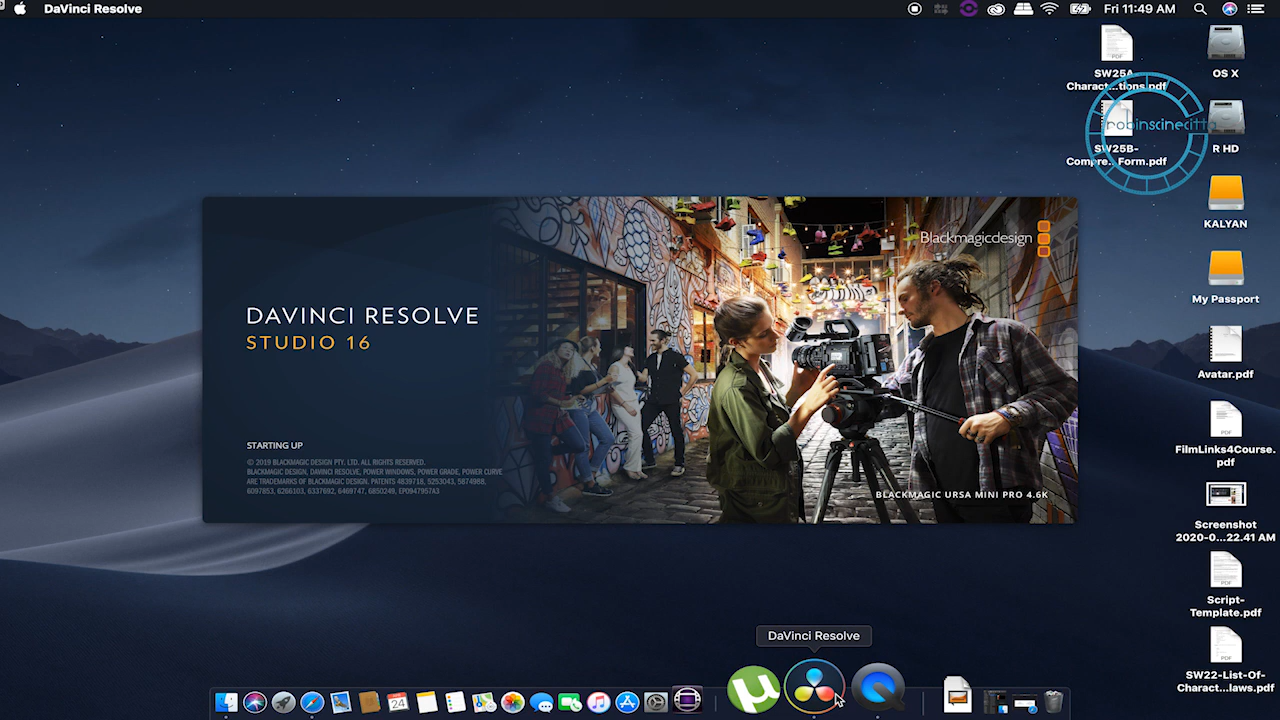 DaVinci Resolve
Fri 11:49 AM
SW25A
Charact...tions.pdf
OS X
robinscinecitta
SW25B-
Compre...Form.pdf
R HD
KALYAN
My Passport
Avatar.pdf
FilmLinks4Course.
pdf
Screenshot
2020-0...22.41 AM
Script-
Template.pdf
SW22-List-Of-
Charact...laws.pdf
Blackmagicdesign
DAVINCI RESOLVE
STUDIO 16
STARTING UP
© 2019 BLACKMAGIC DESIGN PTY. LTD. ALL RIGHTS RESERVED.
BLACKMAGIC DESIGN, DAVINCI RESOLVE, POWER WINDOWS, POWER GRADE, POWER CURVE
ARE TRADEMARKS OF BLACKMAGIC DESIGN. PATENTS 4839718, 5253043, 5874988,
6097853, 6266103, 6337692, 6469747, 6850249, EP0947957A3
BLACKMAGIC URSA MINI PRO 4.6K
DaVinci Resolve
24
PDF
PDF
PDF
PDF